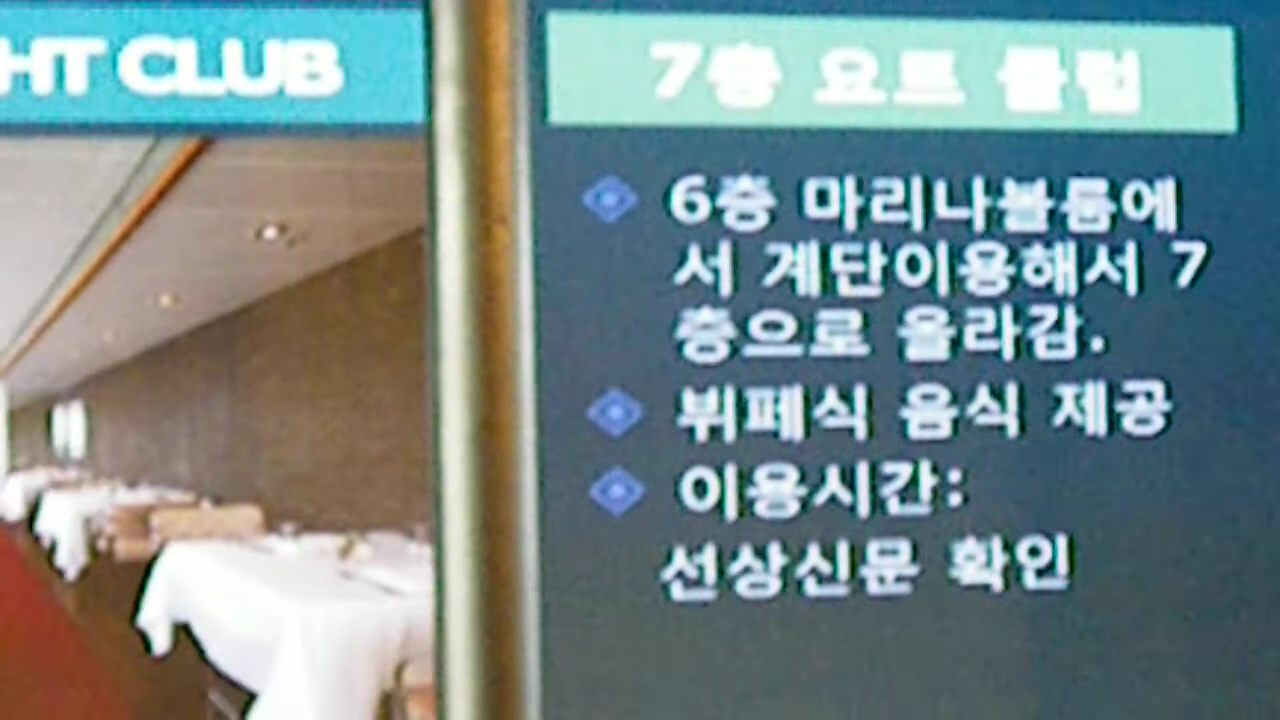 HT CLUB
7층 요트 클럽
6층 마리나볼룸에
서 계단이용해서 7
층으로 올라감.
뷔페식 음식 제공
이용시간:
선상신문 확인